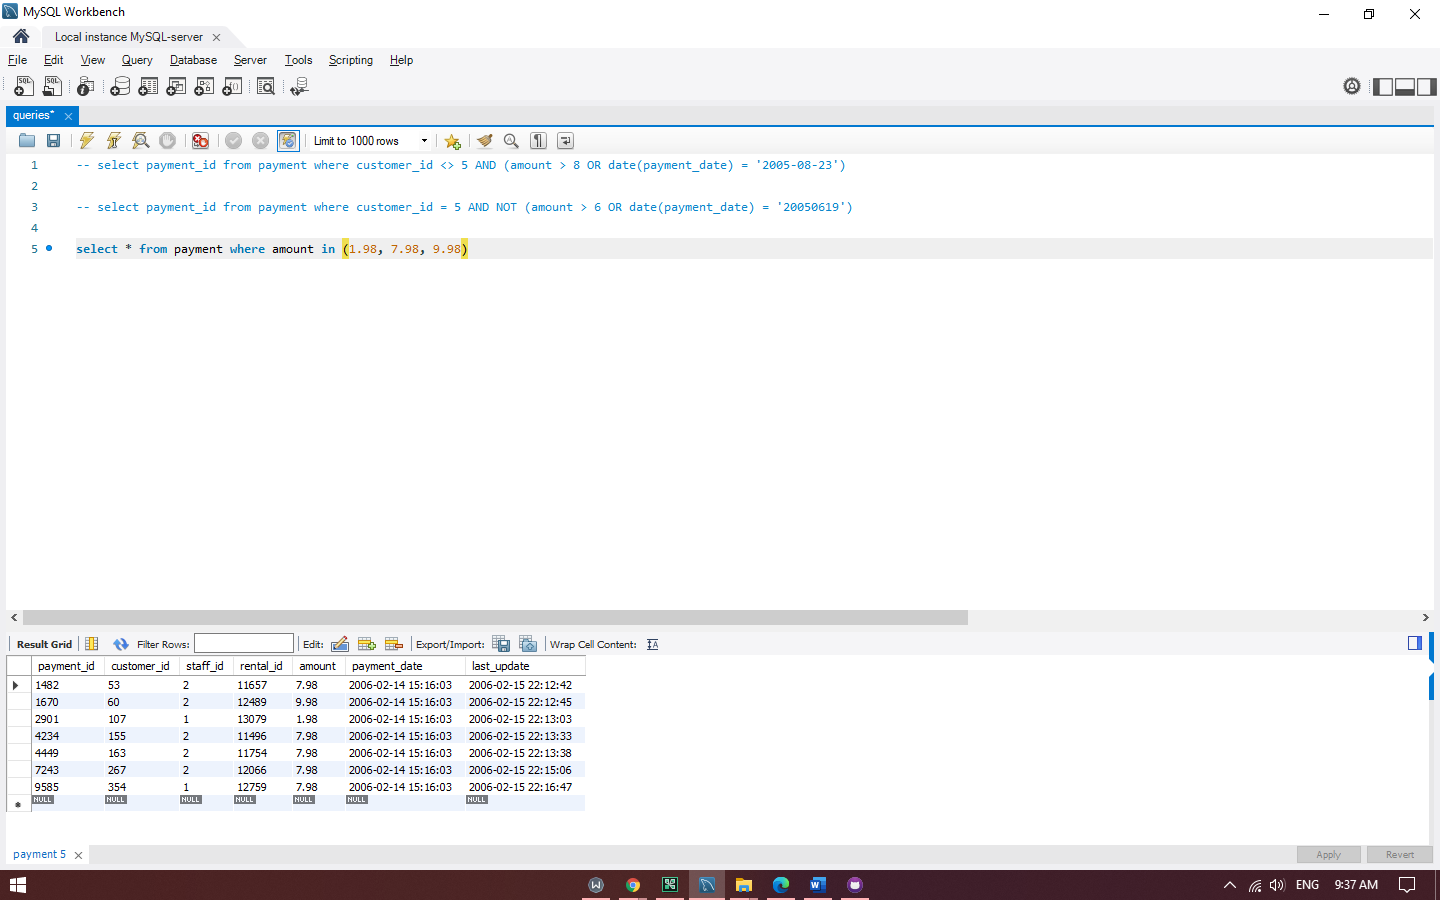 MySQL Workbench
Local instance MySQL-server
File Edit View Query Database Server Tools Scripting Help
queries*
Limit to 1000 rows
1 -- select payment_id from payment where customer_id <> 5 AND (amount > 8 OR date(payment_date) = '2005-08-23')
2
3 -- select payment_id from payment where customer_id = 5 AND NOT (amount > 6 OR date(payment_date) = '20050619')
4
5 select * from payment where amount in (1.98, 7.98, 9.98)
Result Grid Filter Rows: Edit: Export/Import: Wrap Cell Content:
payment_id customer_id staff_id rental_id amount payment_date last_update
1482 53 2 11657 7.98 2006-02-14 15:16:03 2006-02-15 22:12:42
1670 60 2 12489 9.98 2006-02-14 15:16:03 2006-02-15 22:12:45
2901 107 1 13079 1.98 2006-02-14 15:16:03 2006-02-15 22:13:03
4234 155 2 11496 7.98 2006-02-14 15:16:03 2006-02-15 22:13:33
4449 163 2 11754 7.98 2006-02-14 15:16:03 2006-02-15 22:13:38
7243 267 2 12066 7.98 2006-02-14 15:16:03 2006-02-15 22:15:06
9585 354 1 12759 7.98 2006-02-14 15:16:03 2006-02-15 22:16:47
NULL NULL NULL NULL NULL NULL NULL
payment 5
Apply Revert
ENG 9:37 AM